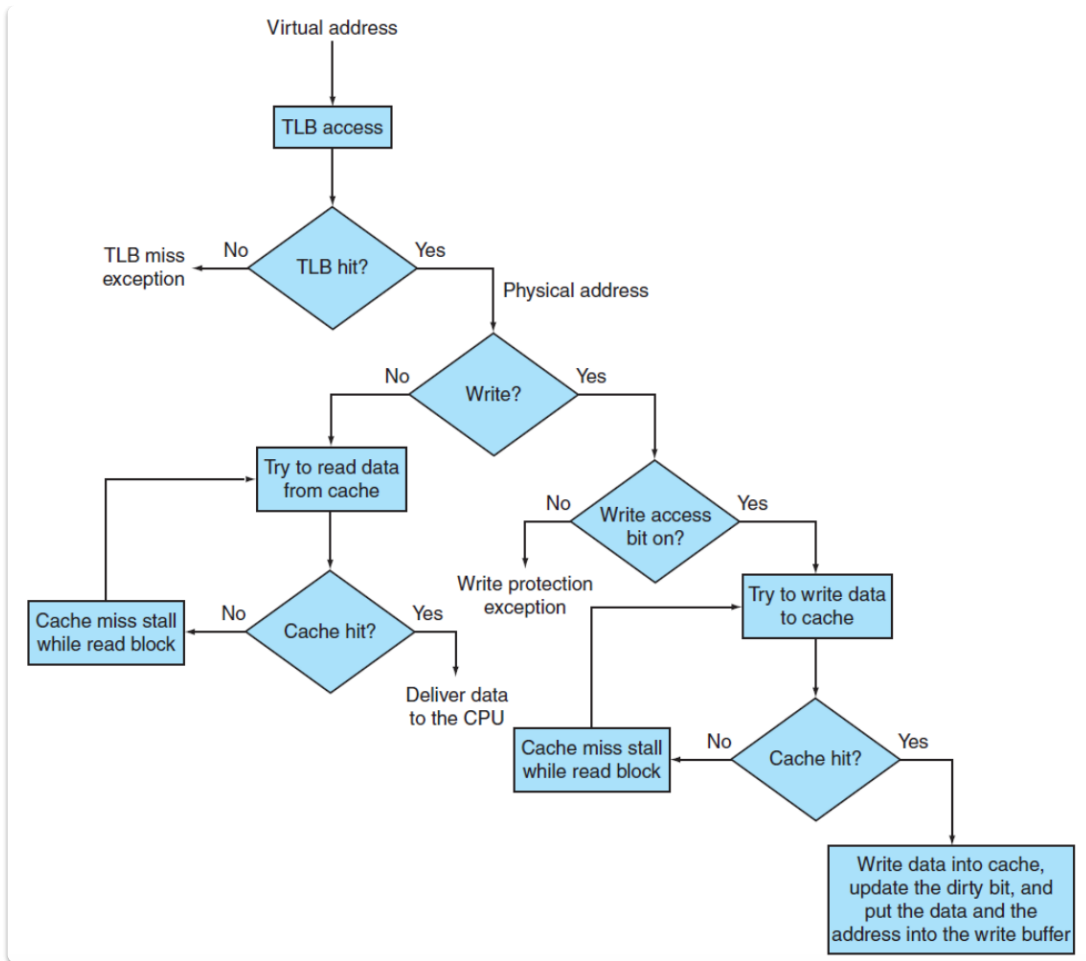 Virtual address
TLB access
TLB hit?
No
Yes
TLB miss
exception
Physical address
Write?
No
Yes
Try to read data
from cache
Write access
bit on?
No
Yes
Write protection
exception
Try to write data
to cache
Cache miss stall
while read block
No
Cache hit?
Yes
Deliver data
to the CPU
Cache miss stall
while read block
No
Cache hit?
Yes
Write data into cache,
update the dirty bit, and
put the data and the
address into the write buffer